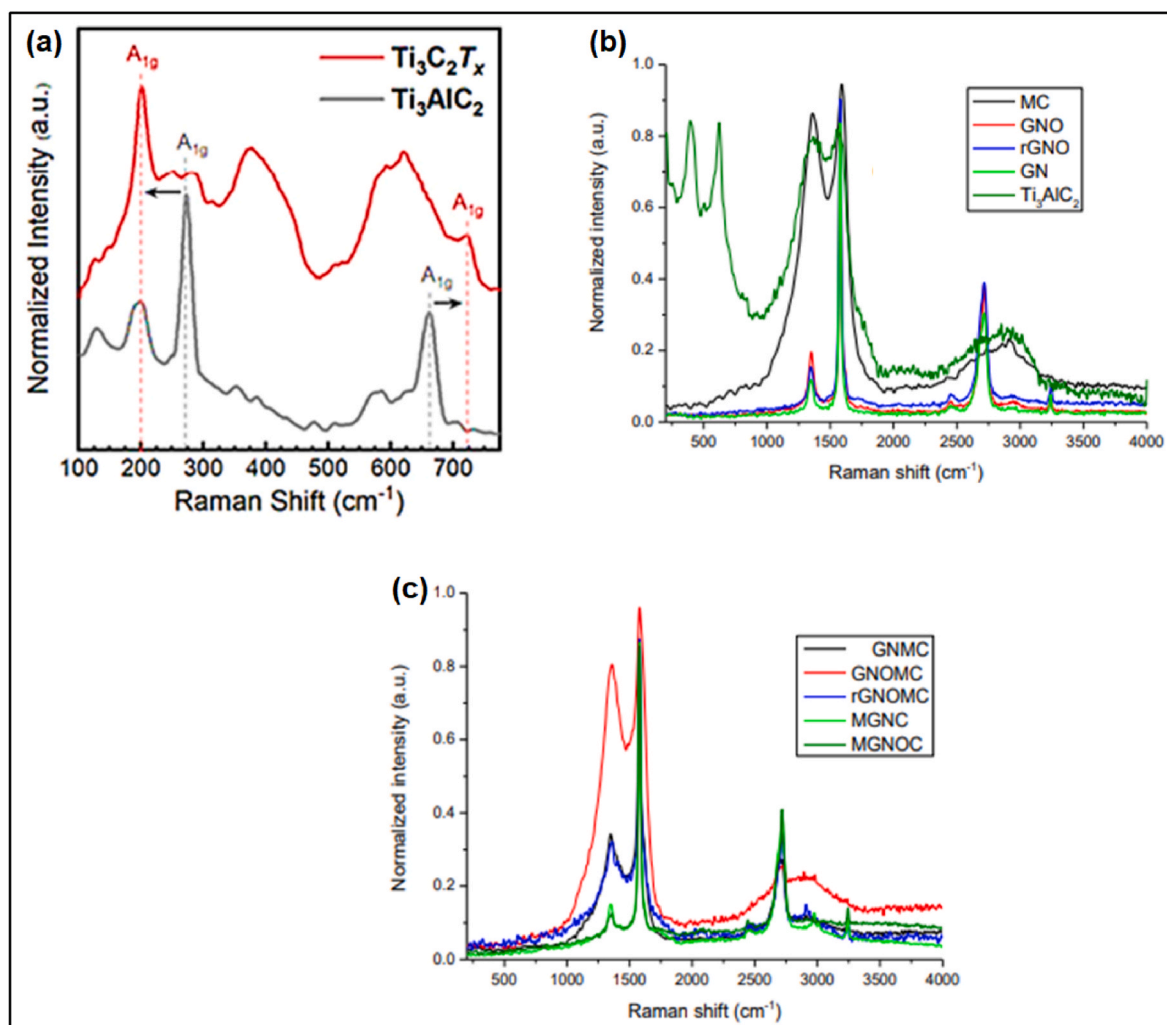 (a)
A1g
Ti3C2Tx
Ti3AlC2
A1g
A1g
A1g
Normalized Intensity (a.u.)
100 200 300 400 500 600 700
Raman Shift (cm-1)
(b)
1.0
0.8
0.6
0.4
0.2
0.0
Normalized intensity (a.u.)
MC
GNO
rGNO
GN
Ti3AlC2
500 1000 1500 2000 2500 3000 3500 4000
Raman shift (cm-1)
(c)
1.0
0.8
0.6
0.4
0.2
0.0
Normalized intensity (a.u.)
GNMC
GNOMC
rGNOMC
MGNC
MGNOC
500 1000 1500 2000 2500 3000 3500 4000
Raman shift (cm-1)